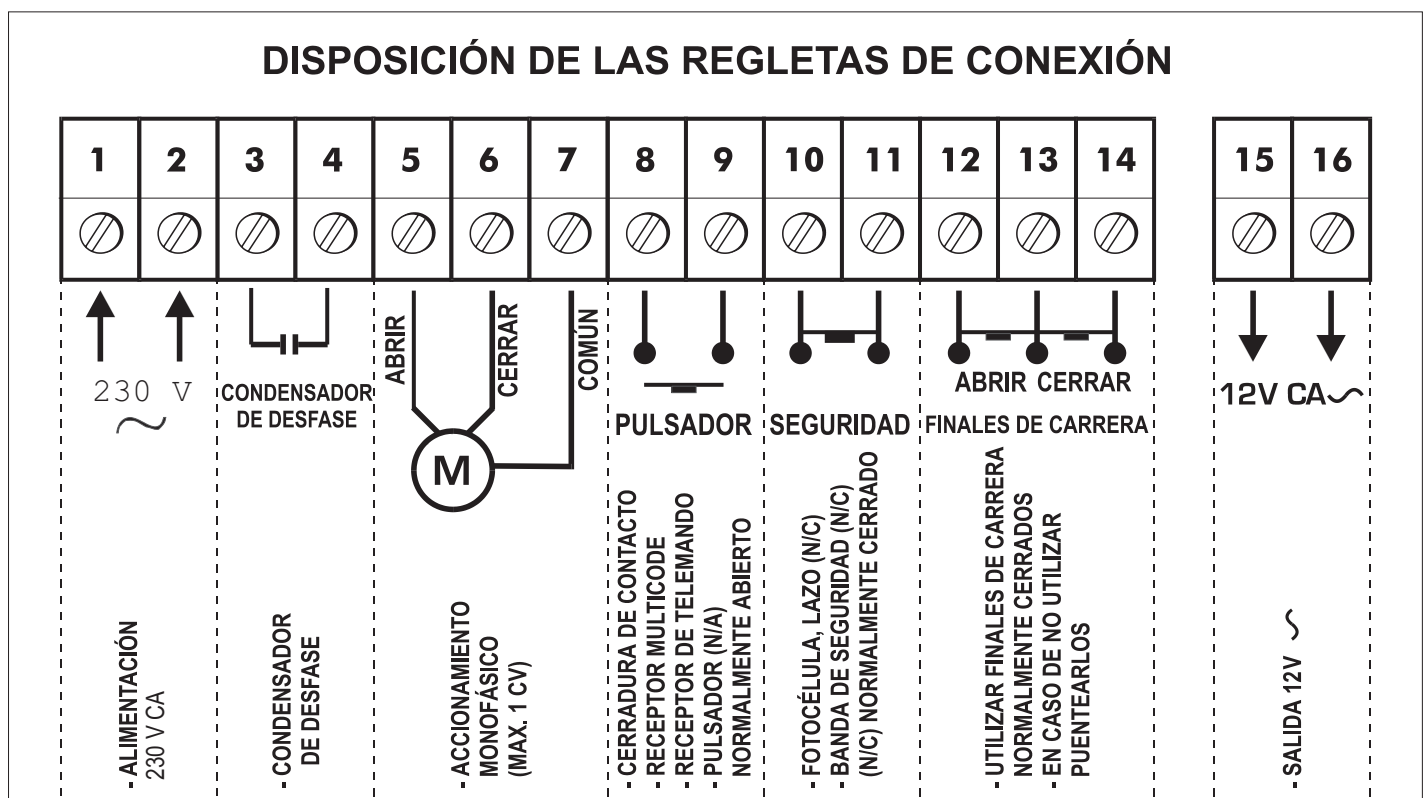 DISPOSICIÓN DE LAS REGLETAS DE CONEXIÓN
1 2 3 4 5 6 7 8 9 10 11 12 13 14 15 16
230 V
CONDENSADOR
DE DESFASE
ABRIR
CERRAR
COMÚN
M
PULSADOR
SEGURIDAD
ABRIR CERRAR
FINALES DE CARRERA
12V CA
- ALIMENTACIÓN
230 V CA
- CONDENSADOR
DE DESFASE
- ACCIONAMIENTO
MONOFÁSICO
(MAX. 1 CV)
- CERRADURA DE CONTACTO
- RECEPTOR MULTICODE
- RECEPTOR DE TELEMANDO
- PULSADOR (N/A)
NORMALMENTE ABIERTO
- FOTOCÉLULA, LAZO (N/C)
- BANDA DE SEGURIDAD (N/C)
(N/C) NORMALMENTE CERRADO
- UTILIZAR FINALES DE CARRERA
NORMALMENTE CERRADOS
- EN CASO DE NO UTILIZAR
PUENTEARLOS
- SALIDA 12V ~